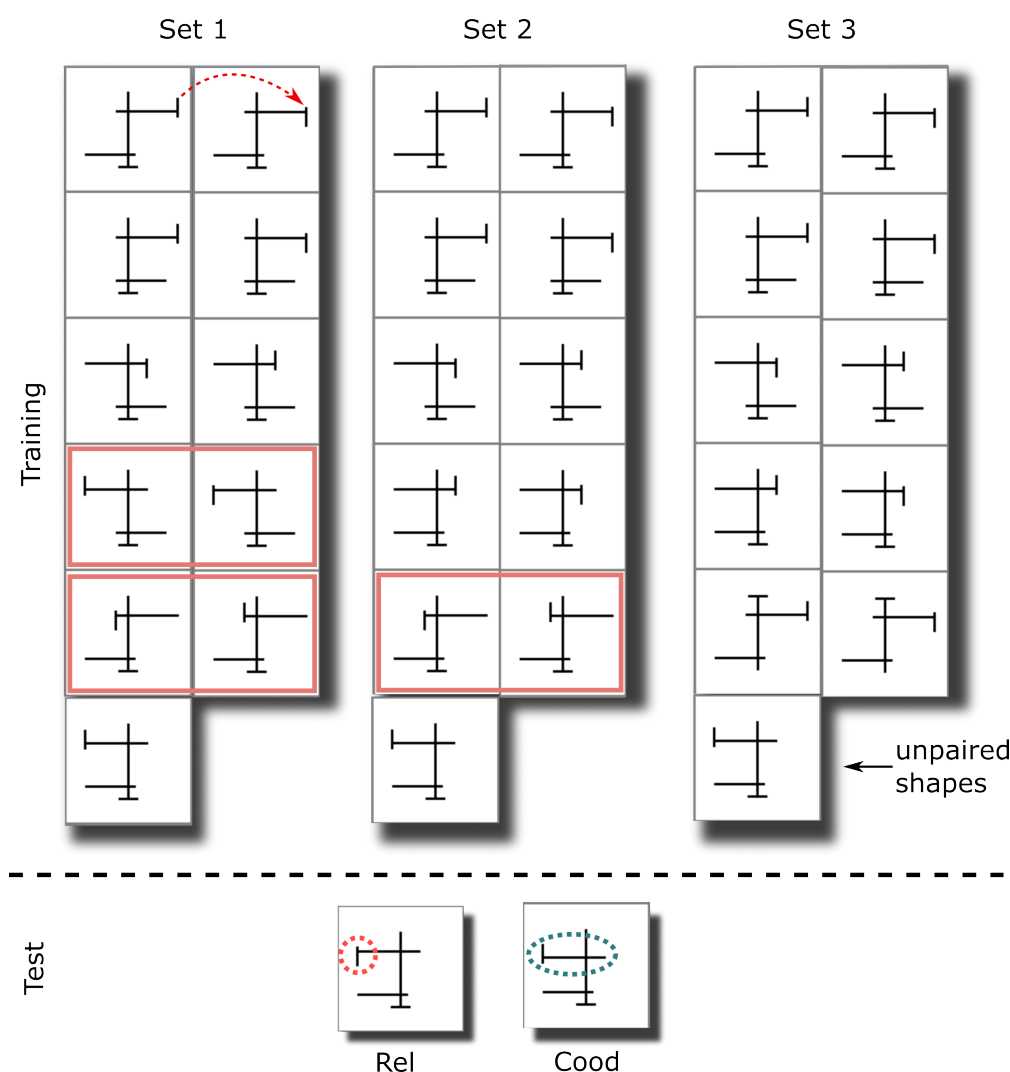 Set 1
Set 2
Set 3
Training
unpaired
shapes
Test
Rel
Cood